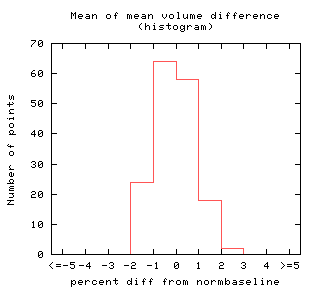 Mean of mean volume difference
(histogram)
70
60
50
40
30
20
10
0
Number of points
<=-5 -4 -3 -2 -1 0 1 2 3 4 >=5
percent diff from normbaseline